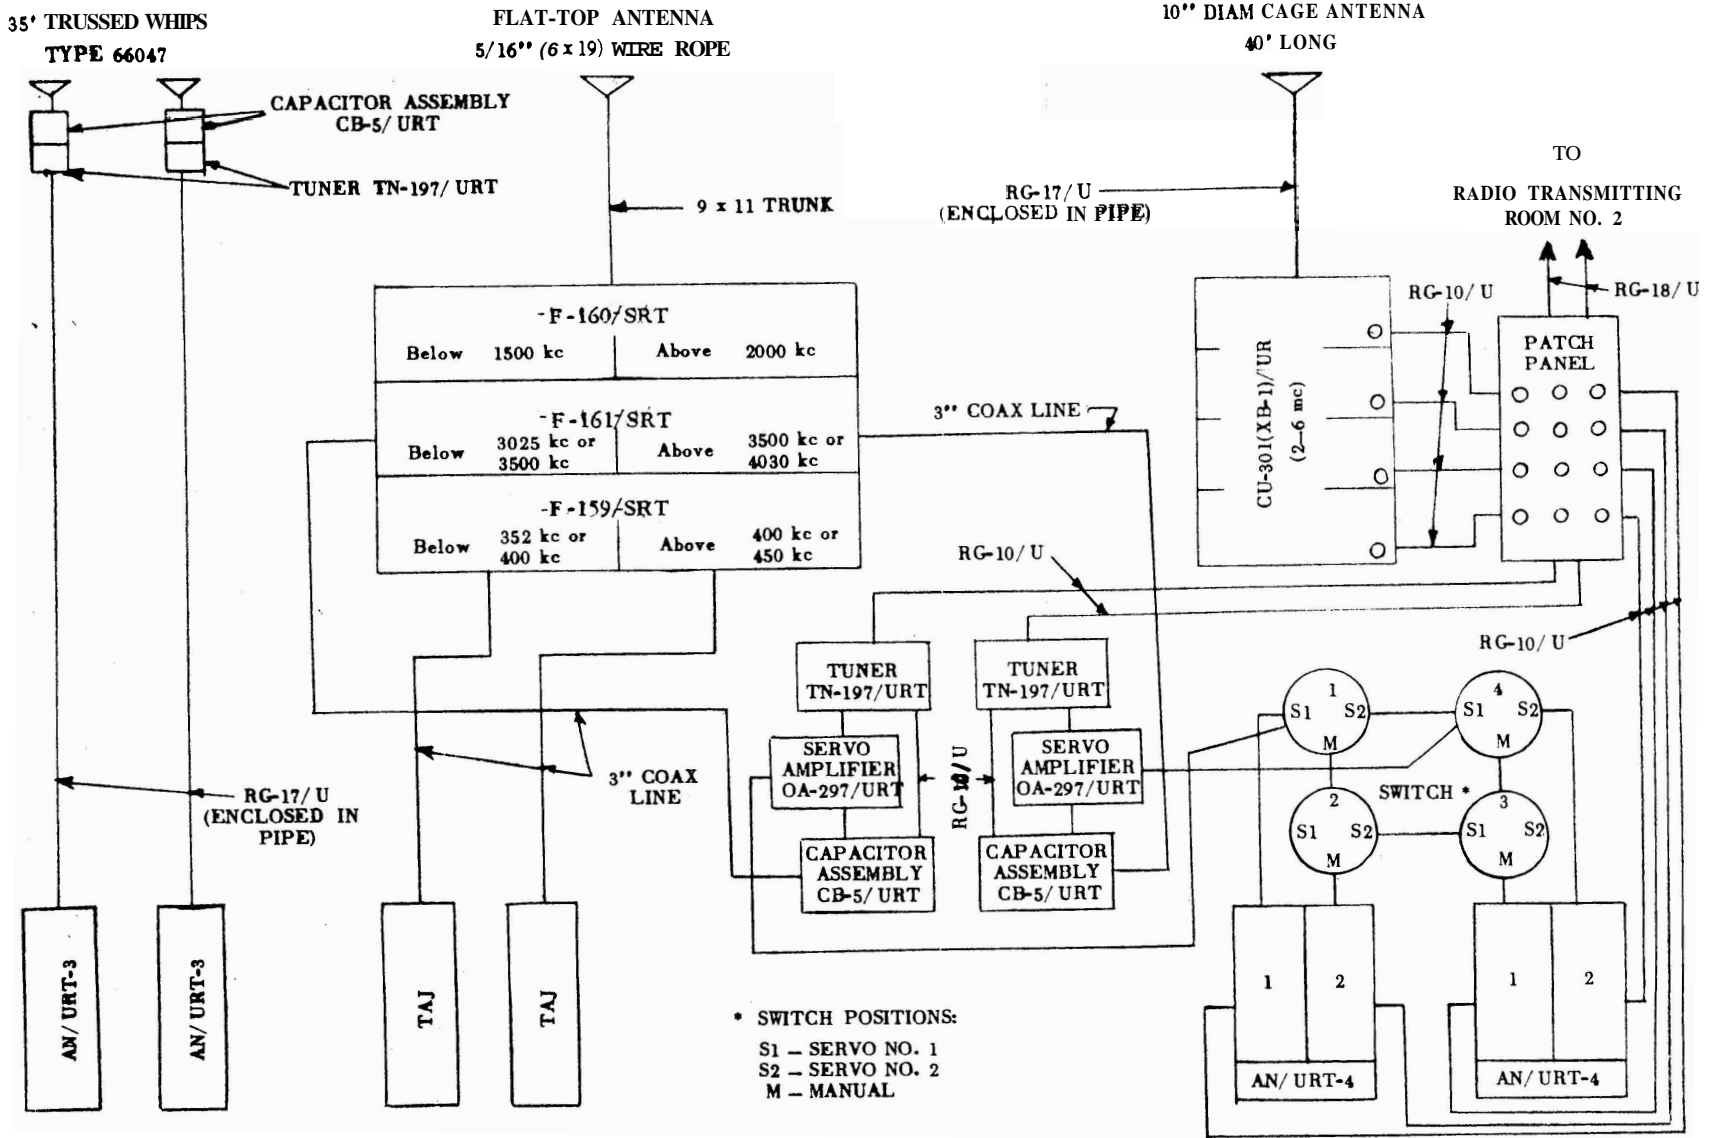 35' TRUSSED WHIPS
TYPE 66047
FLAT-TOP ANTENNA
5/16" (6 x 19) WIRE ROPE
10" DIAM CAGE ANTENNA
40' LONG
CAPACITOR ASSEMBLY
CB-5/URT
TUNER TN-197/URT
9 x 11 TRUNK
RG-17/U
(ENCLOSED IN PIPE)
TO
RADIO TRANSMITTING
ROOM NO. 2
RG-18/U
RG-10/U
F-160/SRT
Below 1500 kc
Above 2000 kc
F-161/SRT
Below 3025 kc or
3500 kc
Above 3500 kc or
4030 kc
F-159/SRT
Below 352 kc or
400 kc
Above 400 kc or
450 kc
3" COAX LINE
CU-301(XB-1)/UR
(2-6 mc)
PATCH
PANEL
RG-10/U
RG-10/U
TUNER
TN-197/URT
SERVO
AMPLIFIER
OA-297/URT
CAPACITOR
ASSEMBLY
CB-5/URT
TUNER
TN-197/URT
SERVO
AMPLIFIER
OA-297/URT
CAPACITOR
ASSEMBLY
CB-5/URT
1
S1 S2
M
4
S1 S2
M
SWITCH *
2
S1 S2
M
3
S1 S2
M
RG-17/U
(ENCLOSED IN
PIPE)
3" COAX
LINE
AN/URT-3
AN/URT-3
TAJ
TAJ
* SWITCH POSITIONS:
S1 – SERVO NO. 1
S2 – SERVO NO. 2
M – MANUAL
1 2
AN/URT-4
1 2
AN/URT-4